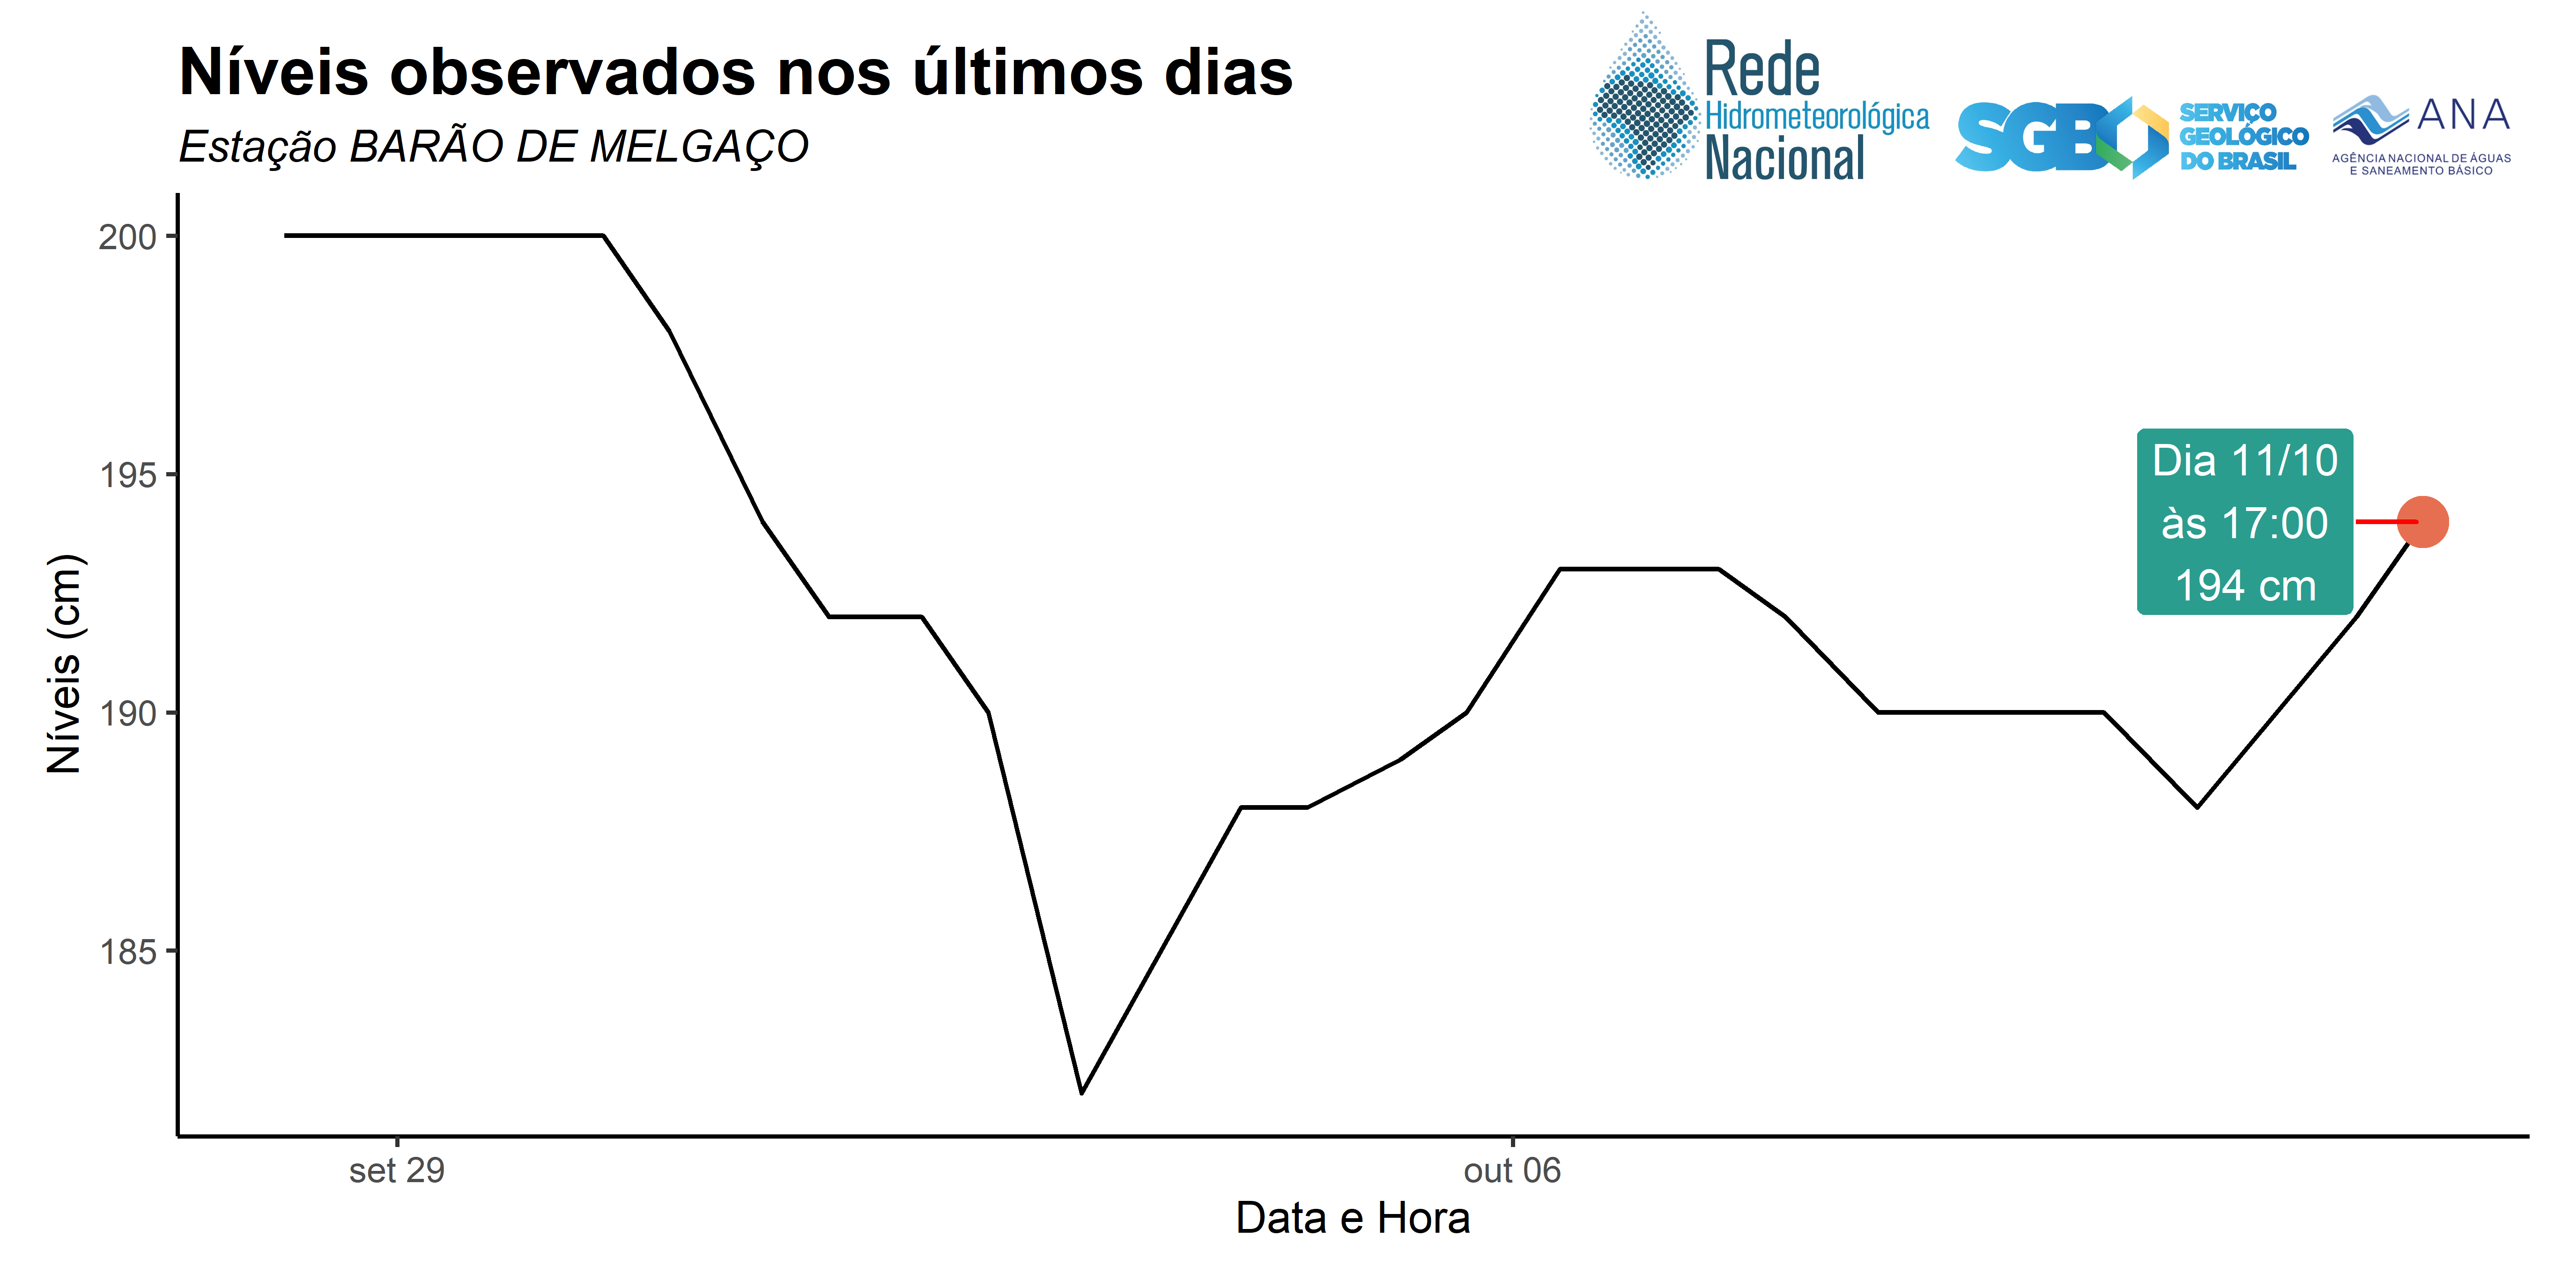 Níveis observados nos últimos dias
Estação BARÃO DE MELGAÇO
Rede
Hidrometeorológica
Nacional
SGB
SERVIÇO
GEOLÓGICO
DO BRASIL
ANA
AGÊNCIA NACIONAL DE ÁGUAS
E SANEAMENTO BÁSICO
200
195
190
185
Níveis (cm)
Dia 11/10
às 17:00
194 cm
set 29
out 06
Data e Hora